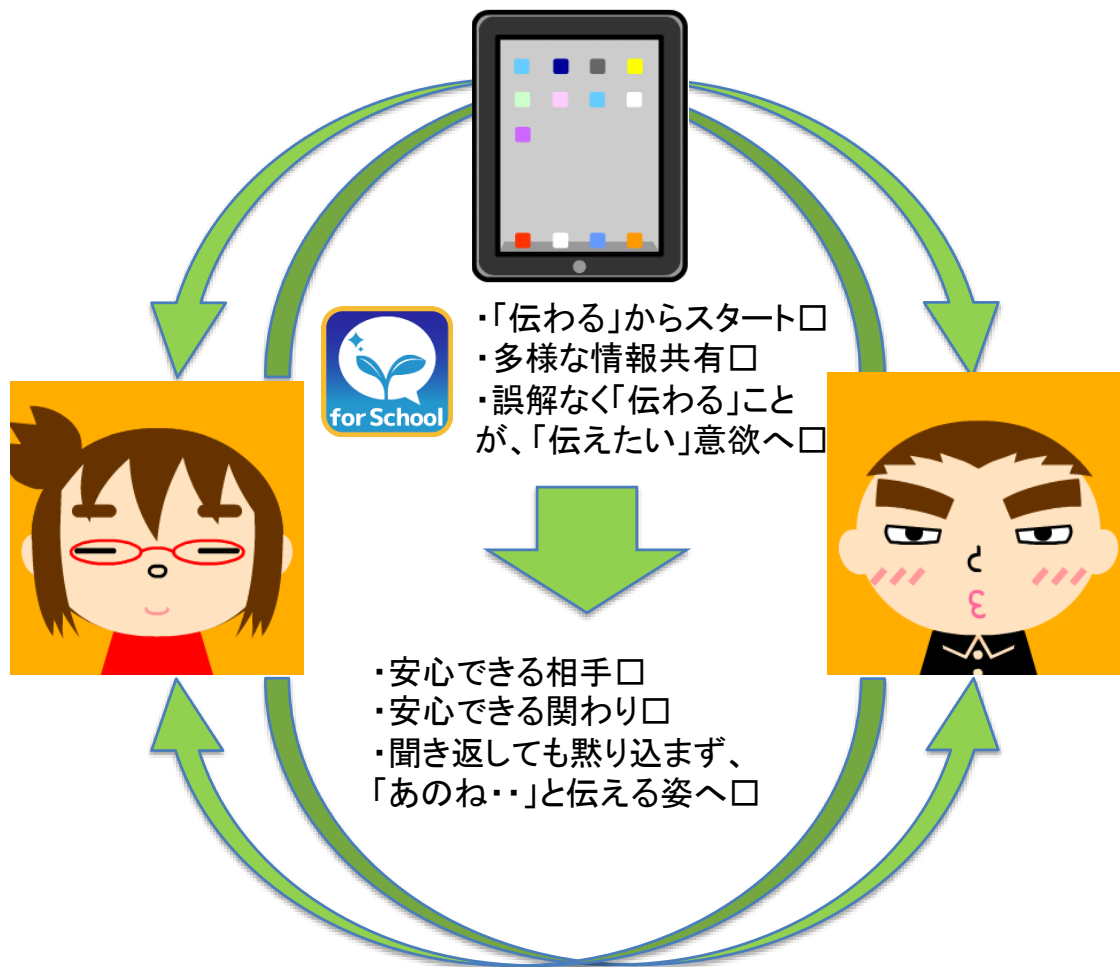 ・「伝わる」からスタート□
・多様な情報共有□
・誤解なく「伝わる」こと
が、「伝えたい」意欲へ□
for School
・安心できる相手□
・安心できる関わり□
・聞き返しても黙り込まず、
「あのね・・」と伝える姿へ□